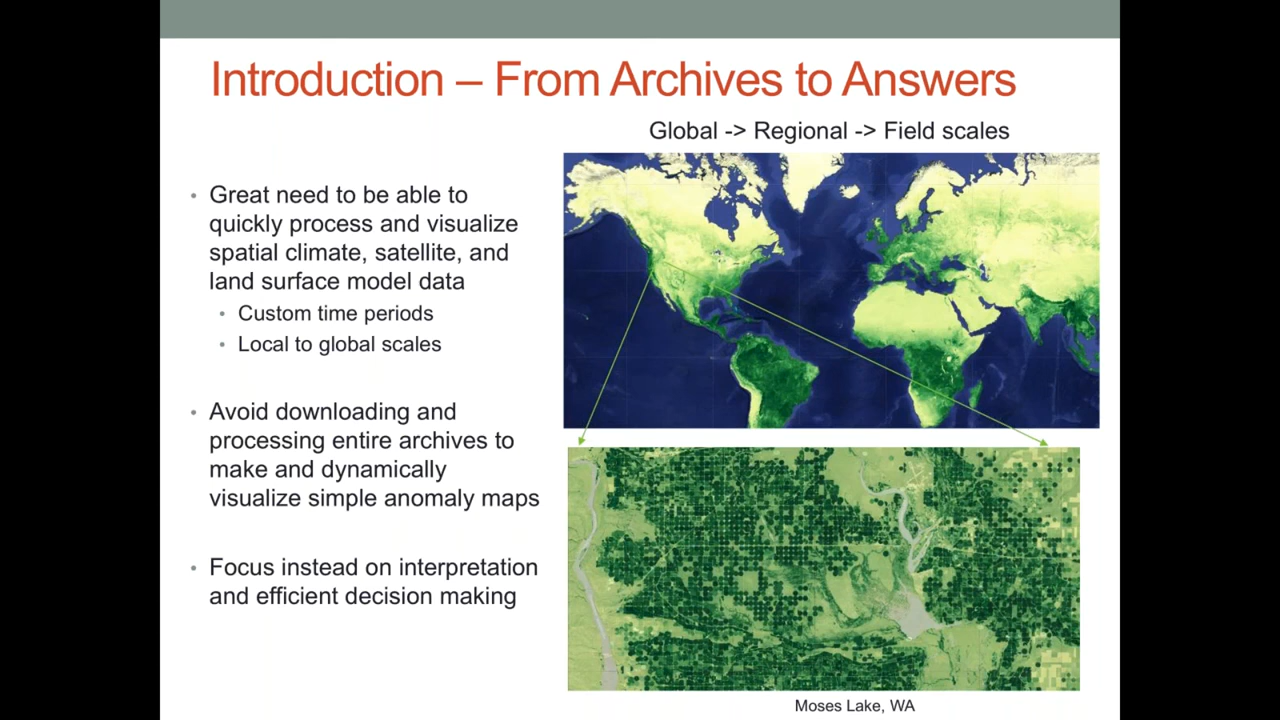 Introduction – From Archives to Answers
Global -> Regional -> Field scales
• Great need to be able to
quickly process and visualize
spatial climate, satellite, and
land surface model data
• Custom time periods
• Local to global scales
• Avoid downloading and
processing entire archives to
make and dynamically
visualize simple anomaly maps
• Focus instead on interpretation
and efficient decision making
Moses Lake, WA